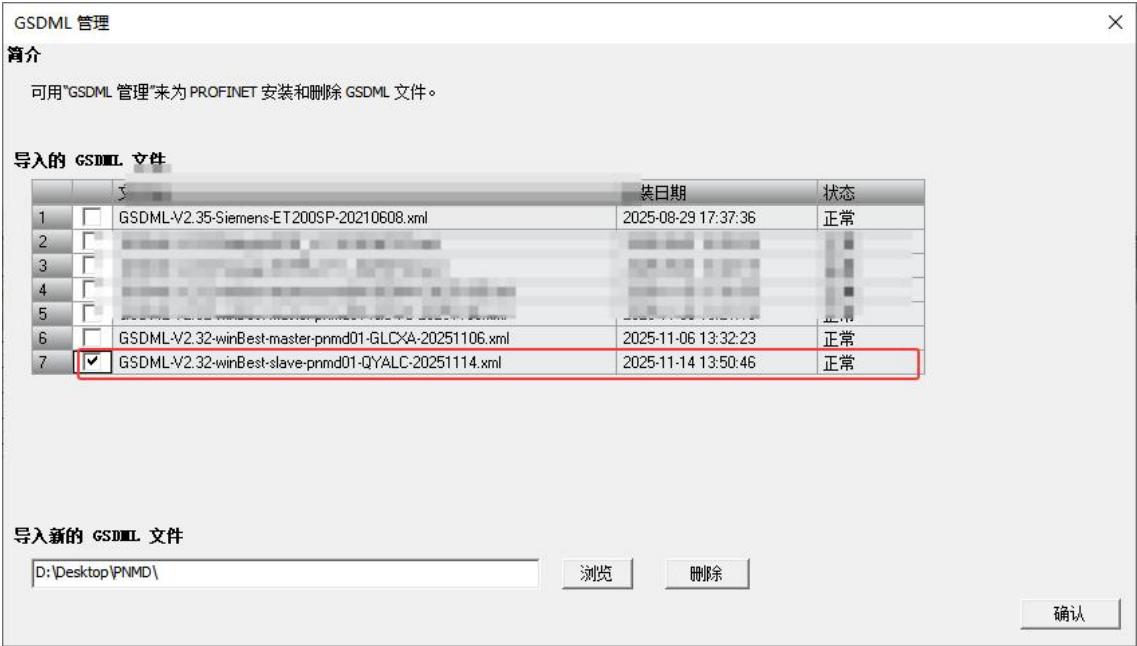 GSDML 管理
简介
可用"GSDML 管理"来为 PROFINET 安装和删除 GSDML 文件。
导入的 GSDML 文件
装日期 状态
1 GSDML-V2.35-Siemens-ET200SP-20210608.xml 2025-08-29 17:37:36 正常
2
3
4
5
6 GSDML-V2.32-winBest-master-pnmd01-GLCXA-20251106.xml 2025-11-06 13:32:23 正常
7 GSDML-V2.32-winBest-slave-pnmd01-QYALC-20251114.xml 2025-11-14 13:50:46 正常
导入新的 GSDML 文件
D:\Desktop\PNMD\ 浏览 删除
确认